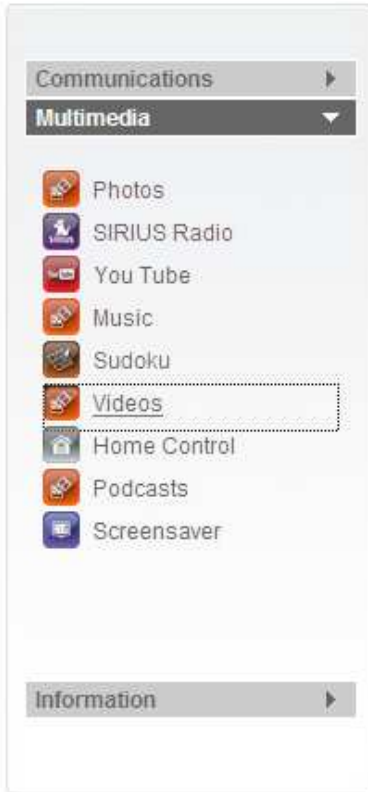 Communications
Multimedia
Photos
SIRIUS Radio
You Tube
Music
Sudoku
Videos
Home Control
Podcasts
Screensaver
Information